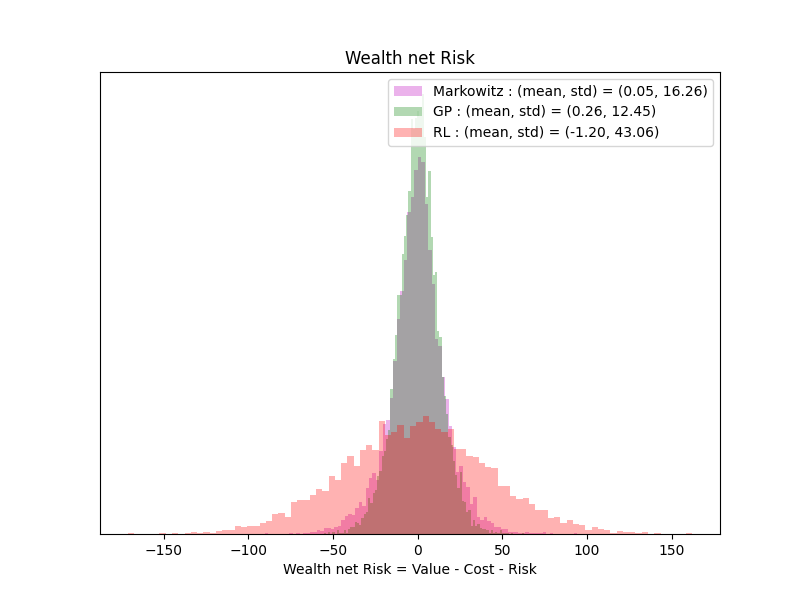 Wealth net Risk
Markowitz : (mean, std) = (0.05, 16.26)
GP : (mean, std) = (0.26, 12.45)
RL : (mean, std) = (-1.20, 43.06)
−150 −100 −50 0 50 100 150
Wealth net Risk = Value - Cost - Risk